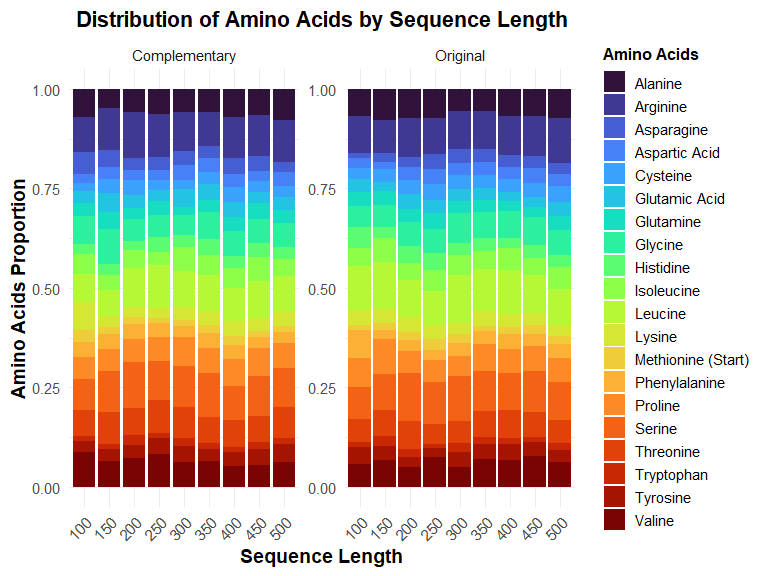 Distribution of Amino Acids by Sequence Length
Complementary
Original
Amino Acids Proportion
1.00
0.75
0.50
0.25
0.00
1.00
0.75
0.50
0.25
0.00
100 150 200 250 300 350 400 450 500
100 150 200 250 300 350 400 450 500
Sequence Length
Amino Acids
Alanine
Arginine
Asparagine
Aspartic Acid
Cysteine
Glutamic Acid
Glutamine
Glycine
Histidine
Isoleucine
Leucine
Lysine
Methionine (Start)
Phenylalanine
Proline
Serine
Threonine
Tryptophan
Tyrosine
Valine